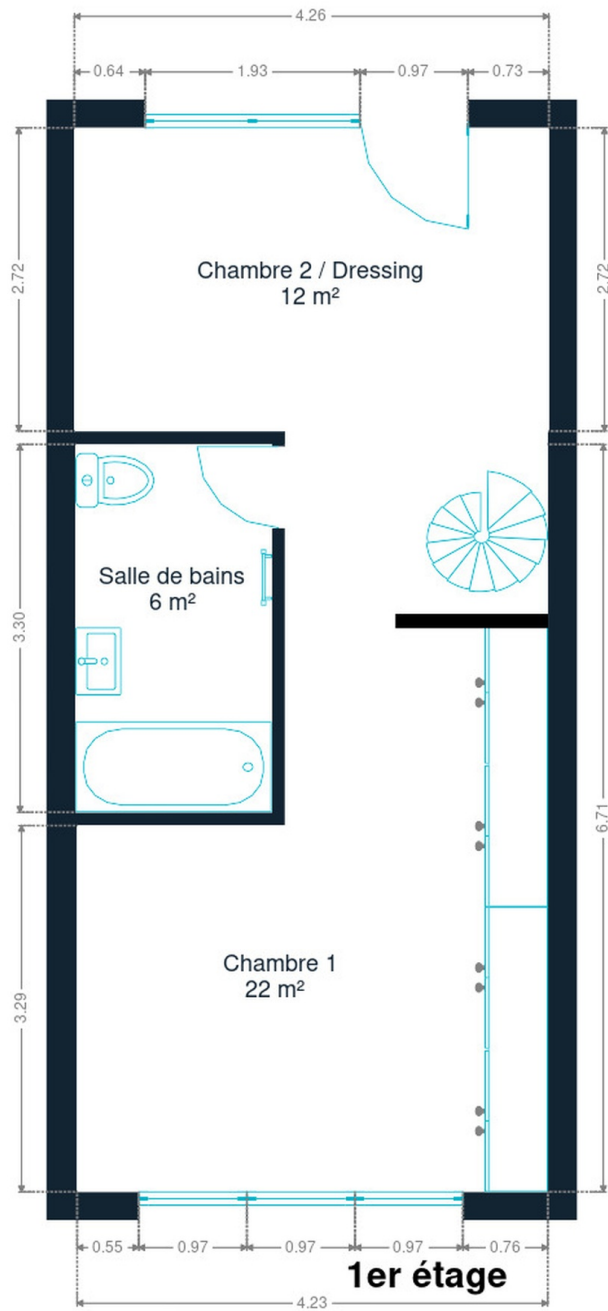 4.26
0.64 1.93 0.97 0.73
2.72 2.72
Chambre 2 / Dressing
12 m²
Salle de bains
6 m²
3.30
6.71
Chambre 1
22 m²
3.29
0.55 0.97 0.97 0.97 0.76
1er étage
4.23